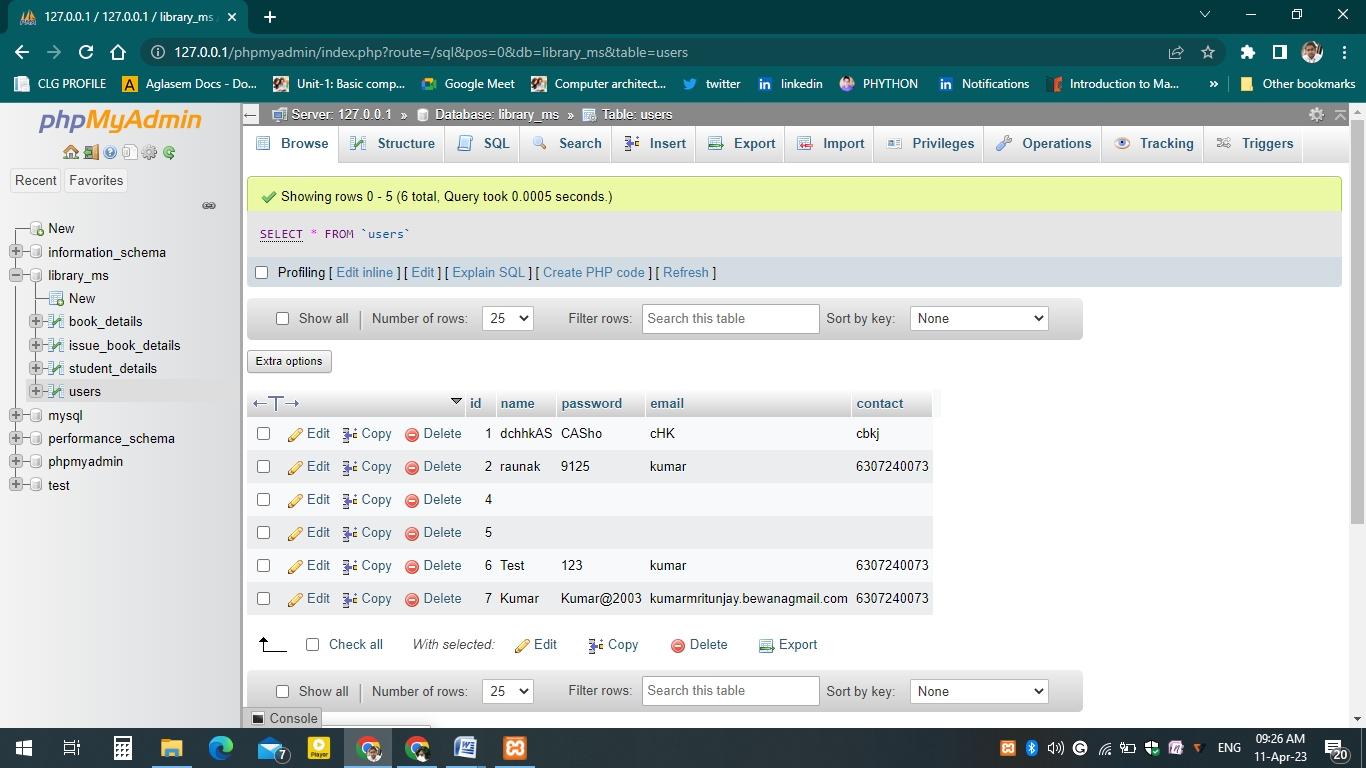 127.0.0.1 / 127.0.0.1 / library_ms
127.0.0.1/phpmyadmin/index.php?route=/sql&pos=0&db=library_ms&table=users
CLG PROFILE Aglasem Docs - Do... Unit-1: Basic comp... Google Meet Computer architect... twitter linkedin PHYTHON Notifications Introduction to Ma... » Other bookmarks
phpMyAdmin
Recent Favorites
New
information_schema
library_ms
New
book_details
issue_book_details
student_details
users
mysql
performance_schema
phpmyadmin
test
Server: 127.0.0.1 » Database: library_ms » Table: users
Browse Structure SQL Search Insert Export Import Privileges Operations Tracking Triggers
Showing rows 0 - 5 (6 total, Query took 0.0005 seconds.)
SELECT * FROM `users`
Profiling [ Edit inline ] [ Edit ] [ Explain SQL ] [ Create PHP code ] [ Refresh ]
Show all Number of rows: 25 Filter rows: Search this table Sort by key: None
Extra options
id name password email contact
Edit Copy Delete 1 dchhkAS CASho cHK cbkj
Edit Copy Delete 2 raunak 9125 kumar 6307240073
Edit Copy Delete 4
Edit Copy Delete 5
Edit Copy Delete 6 Test 123 kumar 6307240073
Edit Copy Delete 7 Kumar Kumar@2003 kumarmritunjay.bewanagmail.com 6307240073
Check all With selected: Edit Copy Delete Export
Show all Number of rows: 25 Filter rows: Search this table Sort by key: None
Console
7 Player ENG 09:26 AM
11-Apr-23 20